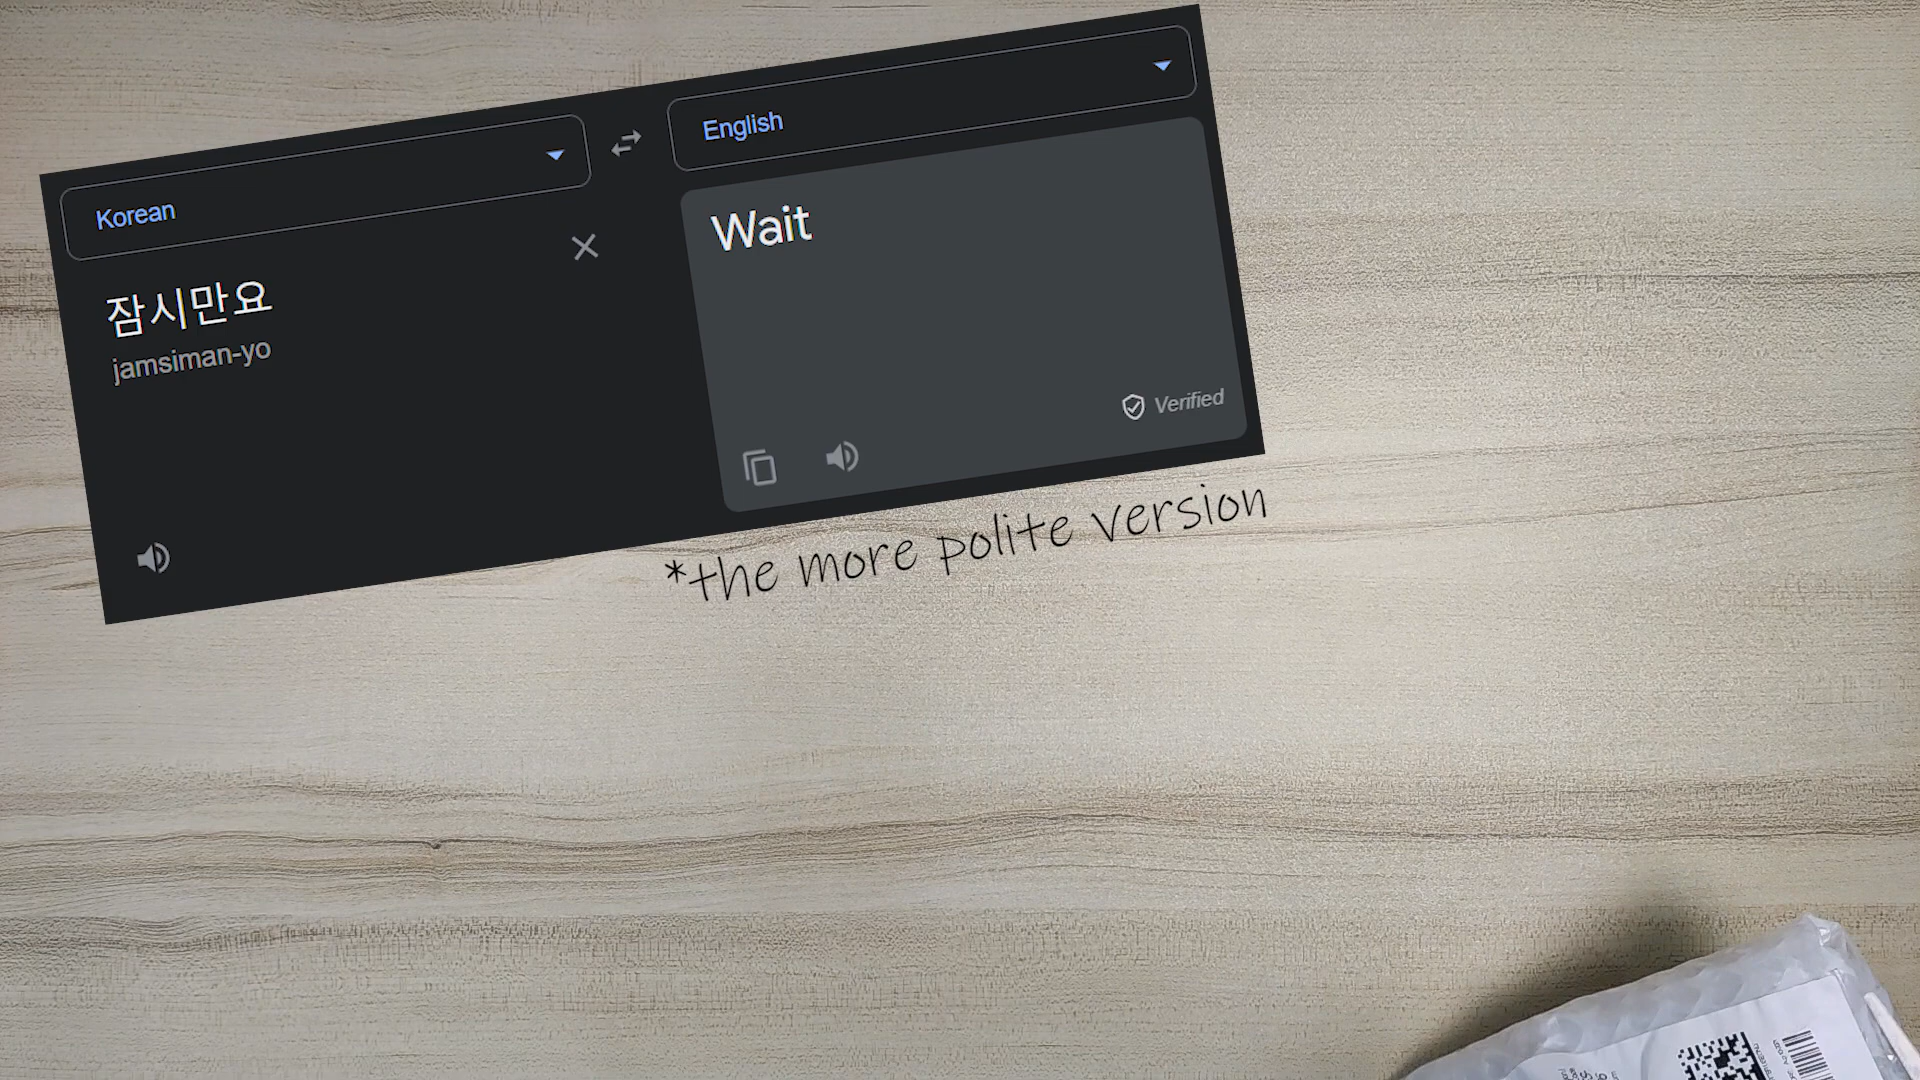 Korean
English
잠시만요
jamsiman-yo
Wait
Verified
*the more polite version